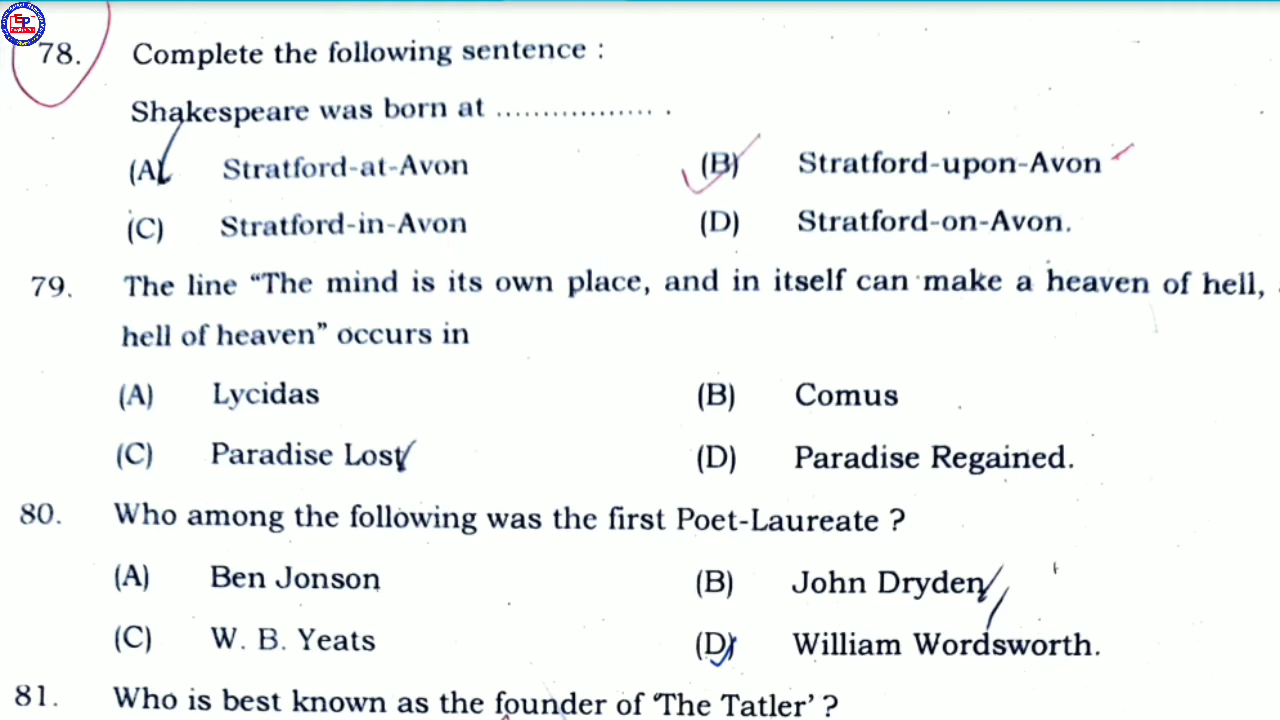 EP
78. Complete the following sentence :
Shakespeare was born at ................. .
(A) Stratford-at-Avon (B) Stratford-upon-Avon
(C) Stratford-in-Avon (D) Stratford-on-Avon.
79. The line “The mind is its own place, and in itself can make a heaven of hell,
hell of heaven” occurs in
(A) Lycidas (B) Comus
(C) Paradise Lost (D) Paradise Regained.
80. Who among the following was the first Poet-Laureate ?
(A) Ben Jonson (B) John Dryden
(C) W. B. Yeats (D) William Wordsworth.
81. Who is best known as the founder of ‘The Tatler’ ?